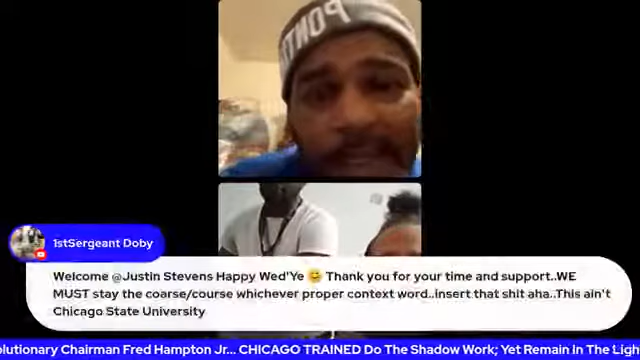 PONTI
1stSergeant Doby
Welcome @Justin Stevens Happy Wed'Ye 😊 Thank you for your time and support..WE
MUST stay the coarse/course whichever proper context word..insert that shit aha..This ain't
Chicago State University
olutionary Chairman Fred Hampton Jr... CHICAGO TRAINED Do The Shadow Work; Yet Remain in The Ligh